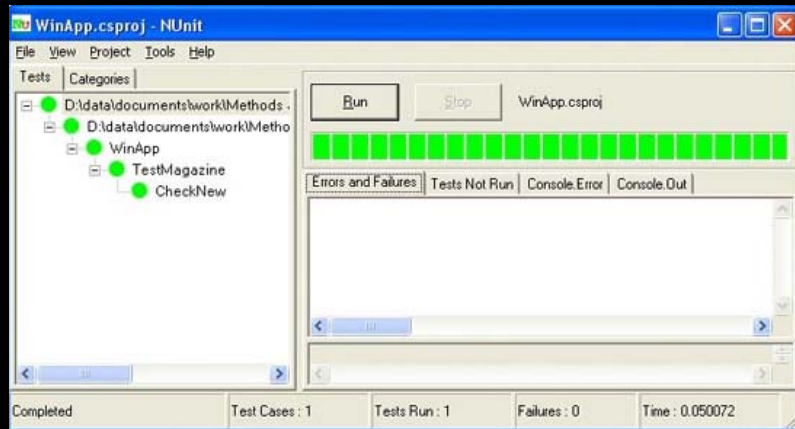 NU WinApp.csproj - NUnit
File View Project Tools Help
Tests Categories
D:\data\documents\work\Methods
D:\data\documents\work\Metho
WinApp
TestMagazine
CheckNew
Run Stop WinApp.csproj
Errors and Failures Tests Not Run Console.Error Console.Out
Completed Test Cases : 1 Tests Run : 1 Failures : 0 Time : 0.050072